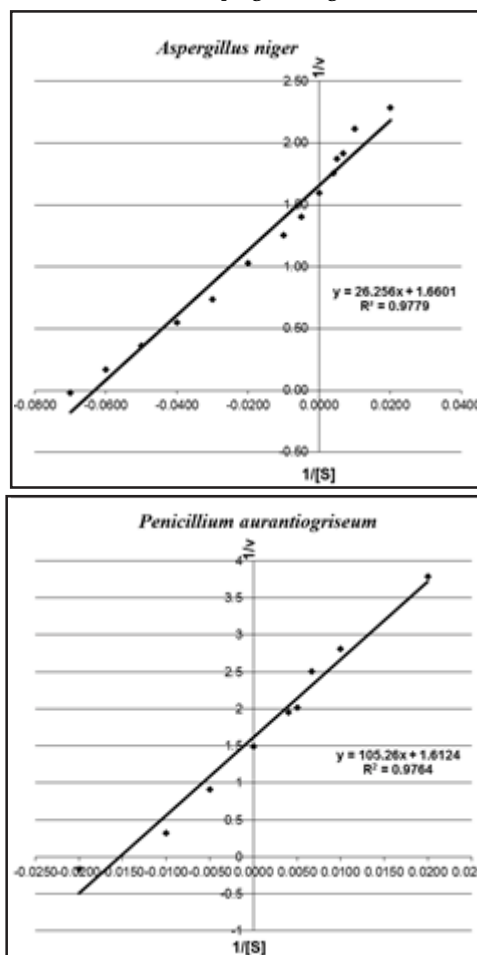 Aspergillus niger
1/v
2.50
2.00
1.50
1.00
y = 26.256x + 1.6601
R² = 0.9779
0.50
0.00
-0.0800 -0.0600 -0.0400 -0.0200 0.0000 0.0200 0.0400
-0.50
1/[S]
Penicillium aurantiogriseum
1/v
4
3.5
3
2.5
2
1.5
y = 105.26x + 1.6124
R² = 0.9764
1
0.5
0
-0.0250 -0.0200 -0.0150 -0.0100 -0.0050 0.0000 0.0050 0.0100 0.0150 0.0200
-0.5
-1
1/[S]